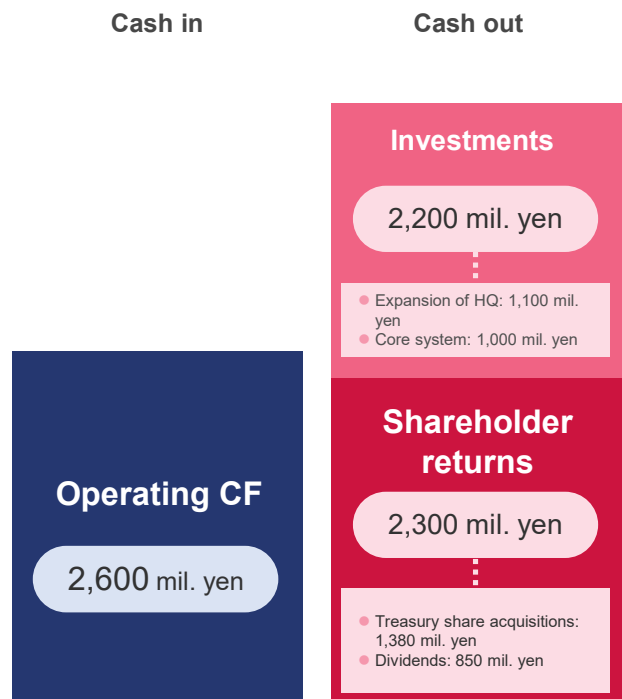 Cash in
Cash out
Investments
2,200 mil. yen
Expansion of HQ: 1,100 mil.
yen
Core system: 1,000 mil. yen
Operating CF
2,600 mil. yen
Shareholder
returns
2,300 mil. yen
Treasury share acquisitions:
1,380 mil. yen
Dividends: 850 mil. yen